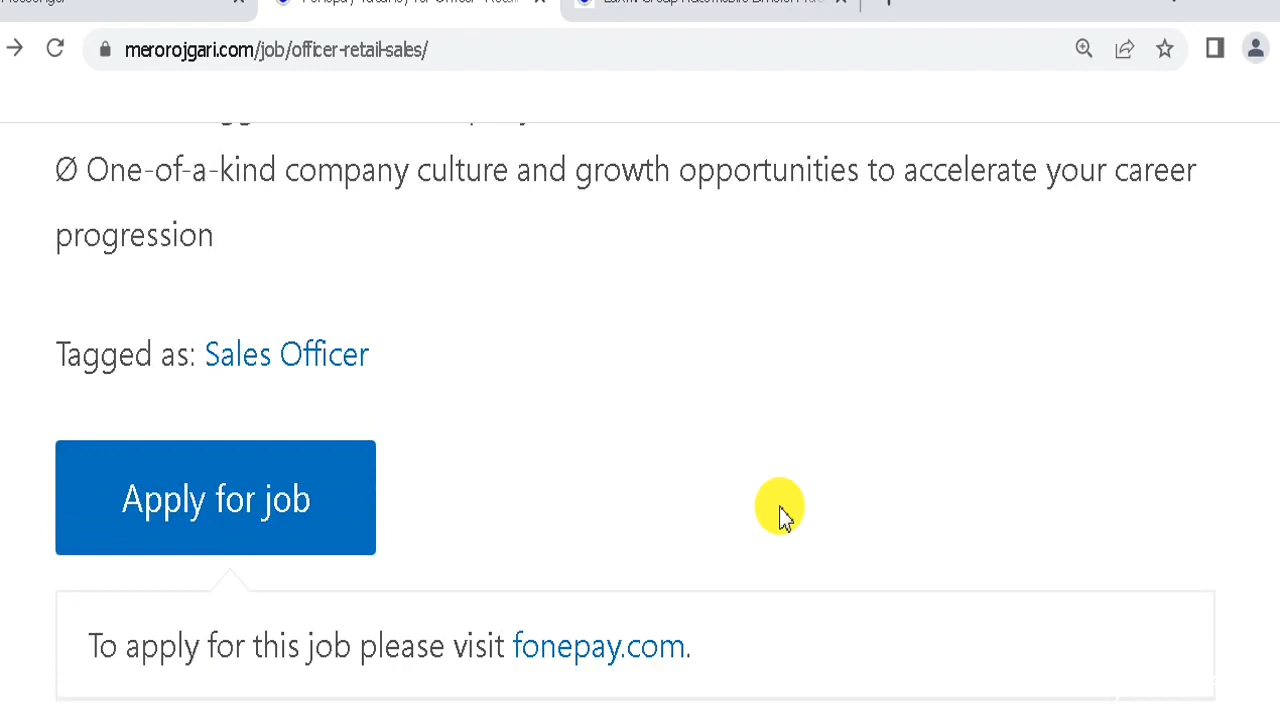 merorojgari.com/job/officer-retail-sales/
Ø One-of-a-kind company culture and growth opportunities to accelerate your career
progression
Tagged as: Sales Officer
Apply for job
To apply for this job please visit fonepay.com.